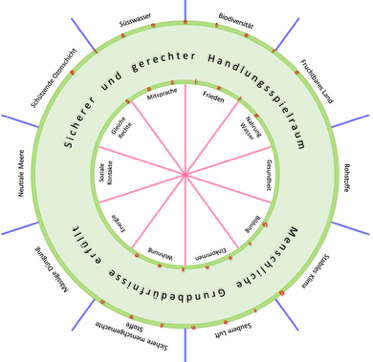 Süsswasser
Biodiversität
Fruchtbares Land
Rohstoffe
Stabiles Klima
Saubere Luft
Sichere menschgemachte
Stoffe
Mässige Düngung
Neutrale Meere
Schützende Ozonschicht
Sicherer und gerechter Handlungsspielraum
Menschliche Grundbedürfnisse erfüllt
Mitsprache
Frieden
Nahrung
Wasser
Gesundheit
Bildung
Einkommen
Wohnung
Energie
Soziale
Kontakte
Gleiche
Rechte